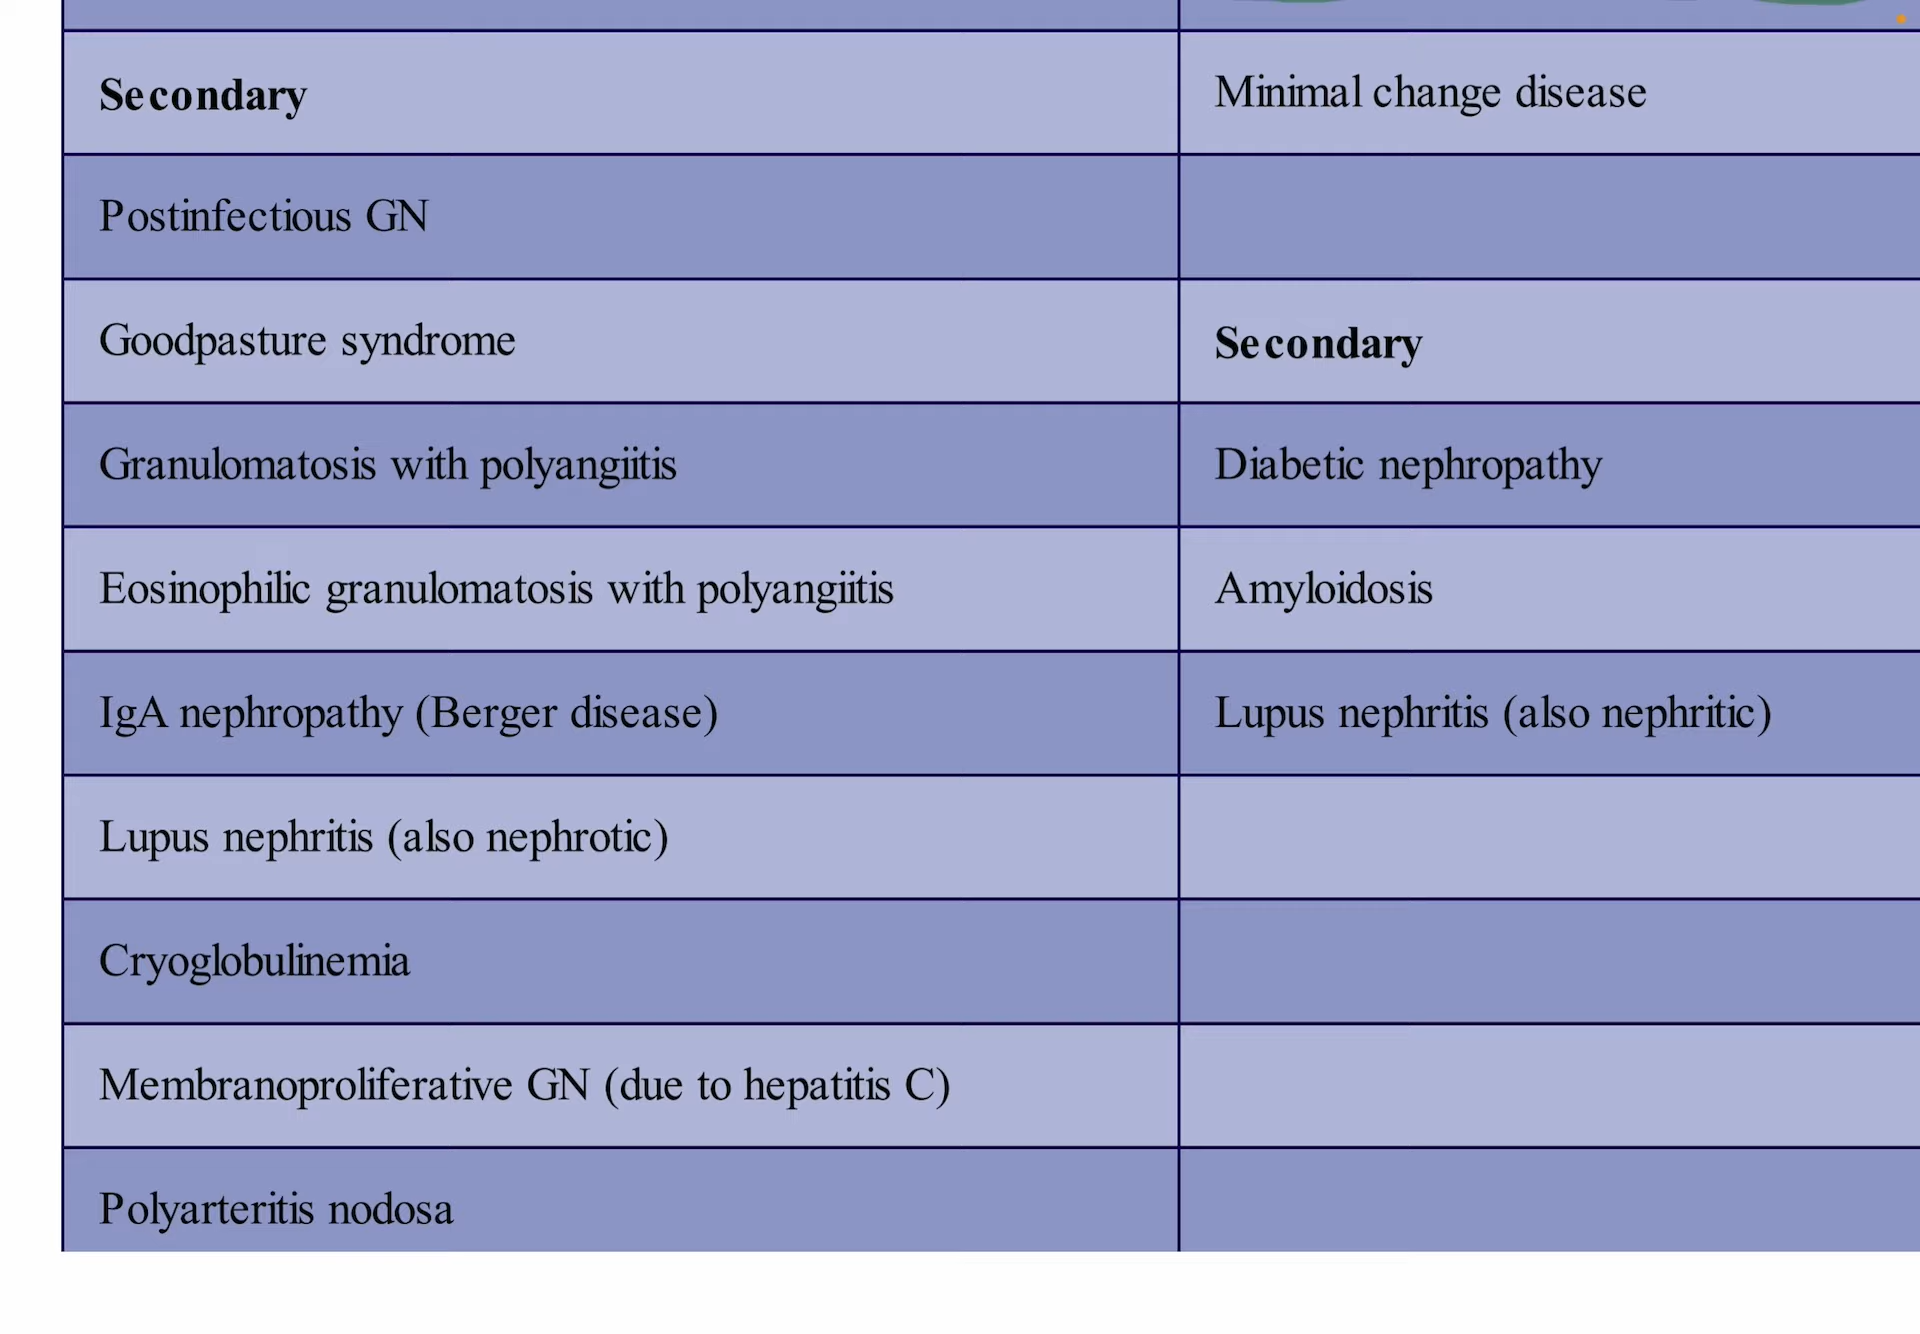 Secondary
Minimal change disease
Postinfectious GN
Goodpasture syndrome
Secondary
Granulomatosis with polyangiitis
Diabetic nephropathy
Eosinophilic granulomatosis with polyangiitis
Amyloidosis
IgA nephropathy (Berger disease)
Lupus nephritis (also nephritic)
Lupus nephritis (also nephrotic)
Cryoglobulinemia
Membranoproliferative GN (due to hepatitis C)
Polyarteritis nodosa